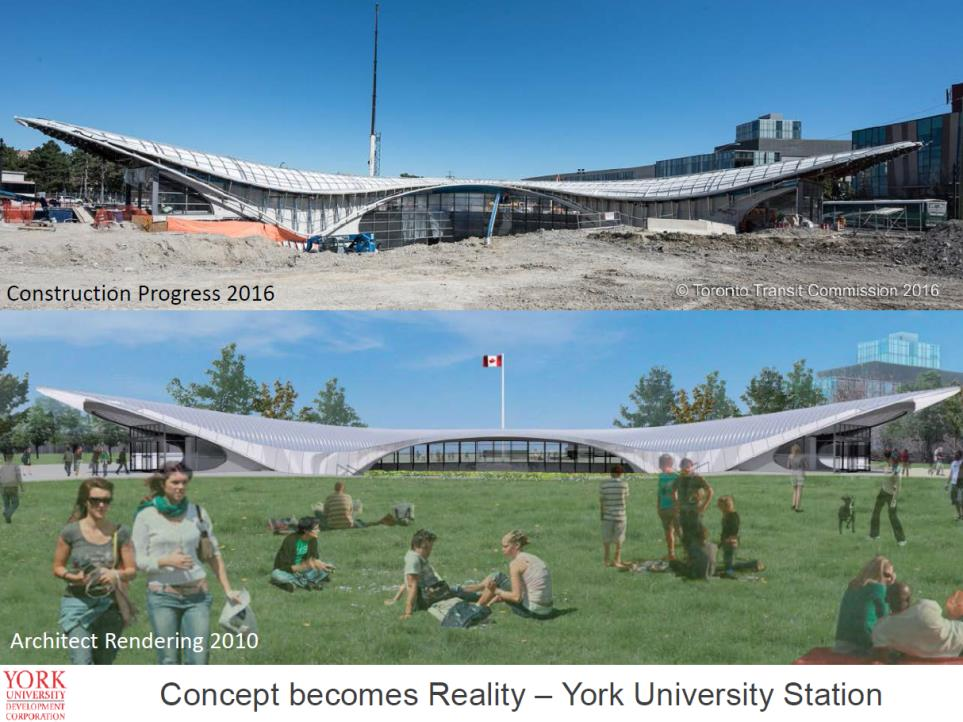 Construction Progress 2016
© Toronto Transit Commission 2016
Architect Rendering 2010
YORK
UNIVERSITY
DEVELOPMENT
CORPORATION
Concept becomes Reality – York University Station